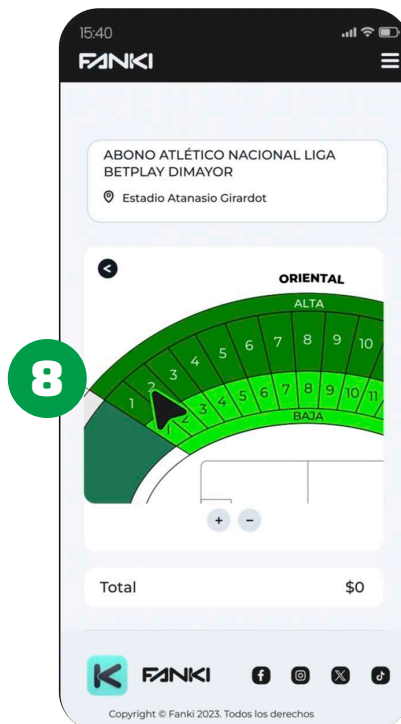 15:40
FANKI
ABONO ATLÉTICO NACIONAL LIGA
BETPLAY DIMAYOR
Estadio Atanasio Girardot
ORIENTAL
ALTA
1 2 3 4 5 6 7 8 9 10
8
1 2 3 4 5 6 7 8 9 10 11
BAJA
+ -
Total $0
FANKI
Copyright © Fanki 2023. Todos los derechos